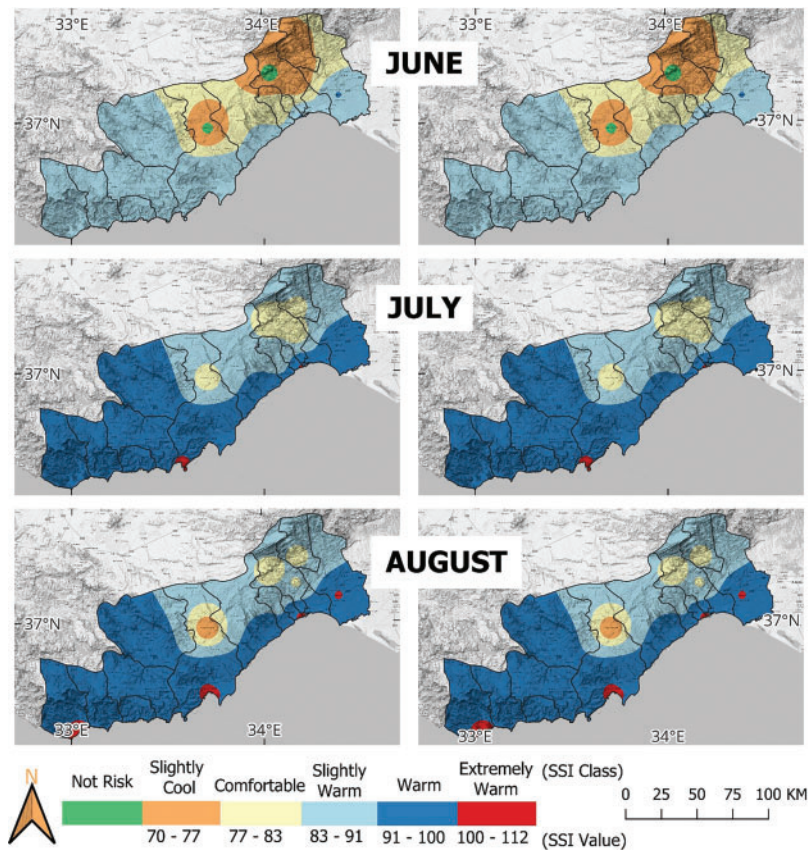 33°E 34°E
JUNE
37°N
34°E
37°N
JULY
37°N
37°N
AUGUST
37°N
37°N
33°E 34°E
33°E 34°E
N
Not Risk Slightly Cool Comfortable Slightly Warm Warm Extremely Warm (SSI Class)
70 - 77 77 - 83 83 - 91 91 - 100 100 - 112 (SSI Value)
0 25 50 75 100 KM